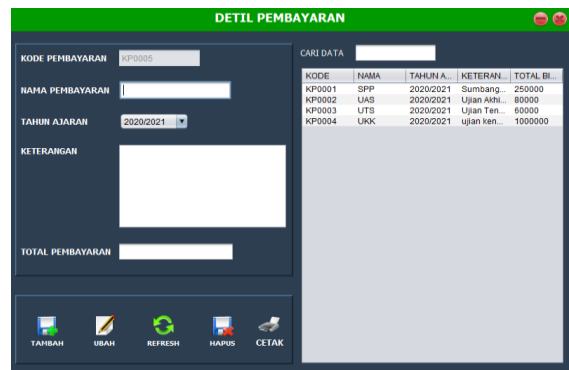 DETIL PEMBAYARAN
KODE PEMBAYARAN KP0005
NAMA PEMBAYARAN
TAHUN AJARAN 2020/2021
KETERANGAN
TOTAL PEMBAYARAN
TAMBAH UBAH REFRESH HAPUS CETAK
CARI DATA
KODE NAMA TAHUN A... KETERAN... TOTAL BI...
KP0001 SPP 2020/2021 Sumbang... 250000
KP0002 UAS 2020/2021 Ujian Akhi... 80000
KP0003 UTS 2020/2021 Ujian Ten... 60000
KP0004 UKK 2020/2021 ujian ken... 1000000